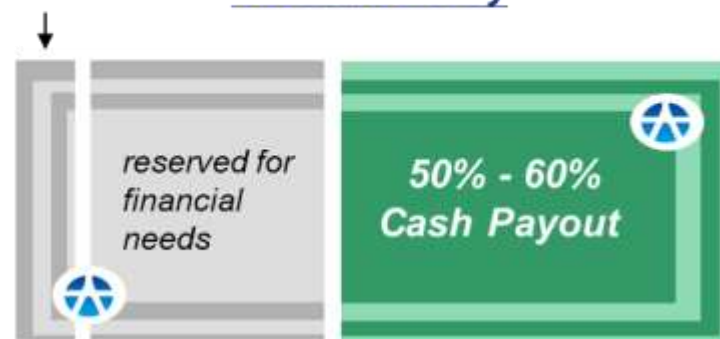 reserved for
financial
needs
50% - 60%
Cash Payout